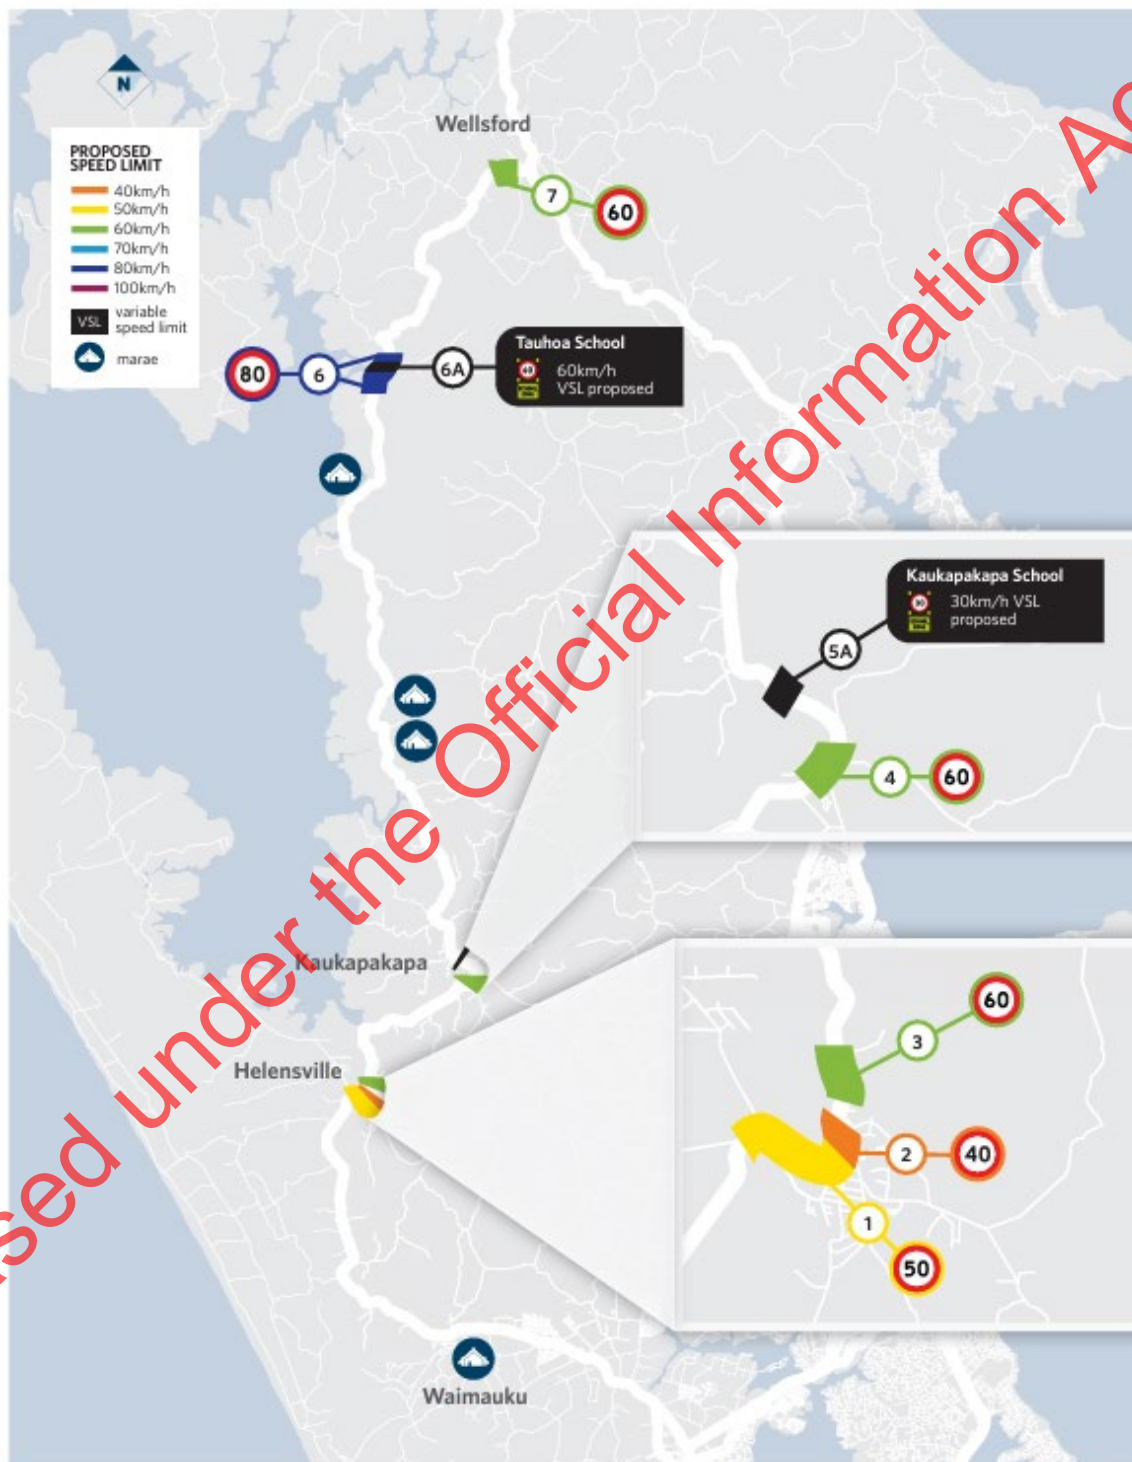 N
PROPOSED
SPEED LIMIT
40km/h
50km/h
60km/h
70km/h
80km/h
100km/h
VSL variable
speed limit
marae
Wellsford
7
60
80
6
6A
Tauhoa School
60km/h
VSL proposed
Kaukapakapa School
30km/h VSL
proposed
5A
4
60
Kaukapakapa
Helensville
60
3
2
40
1
50
Waimauku
sed under the Official Information Ac